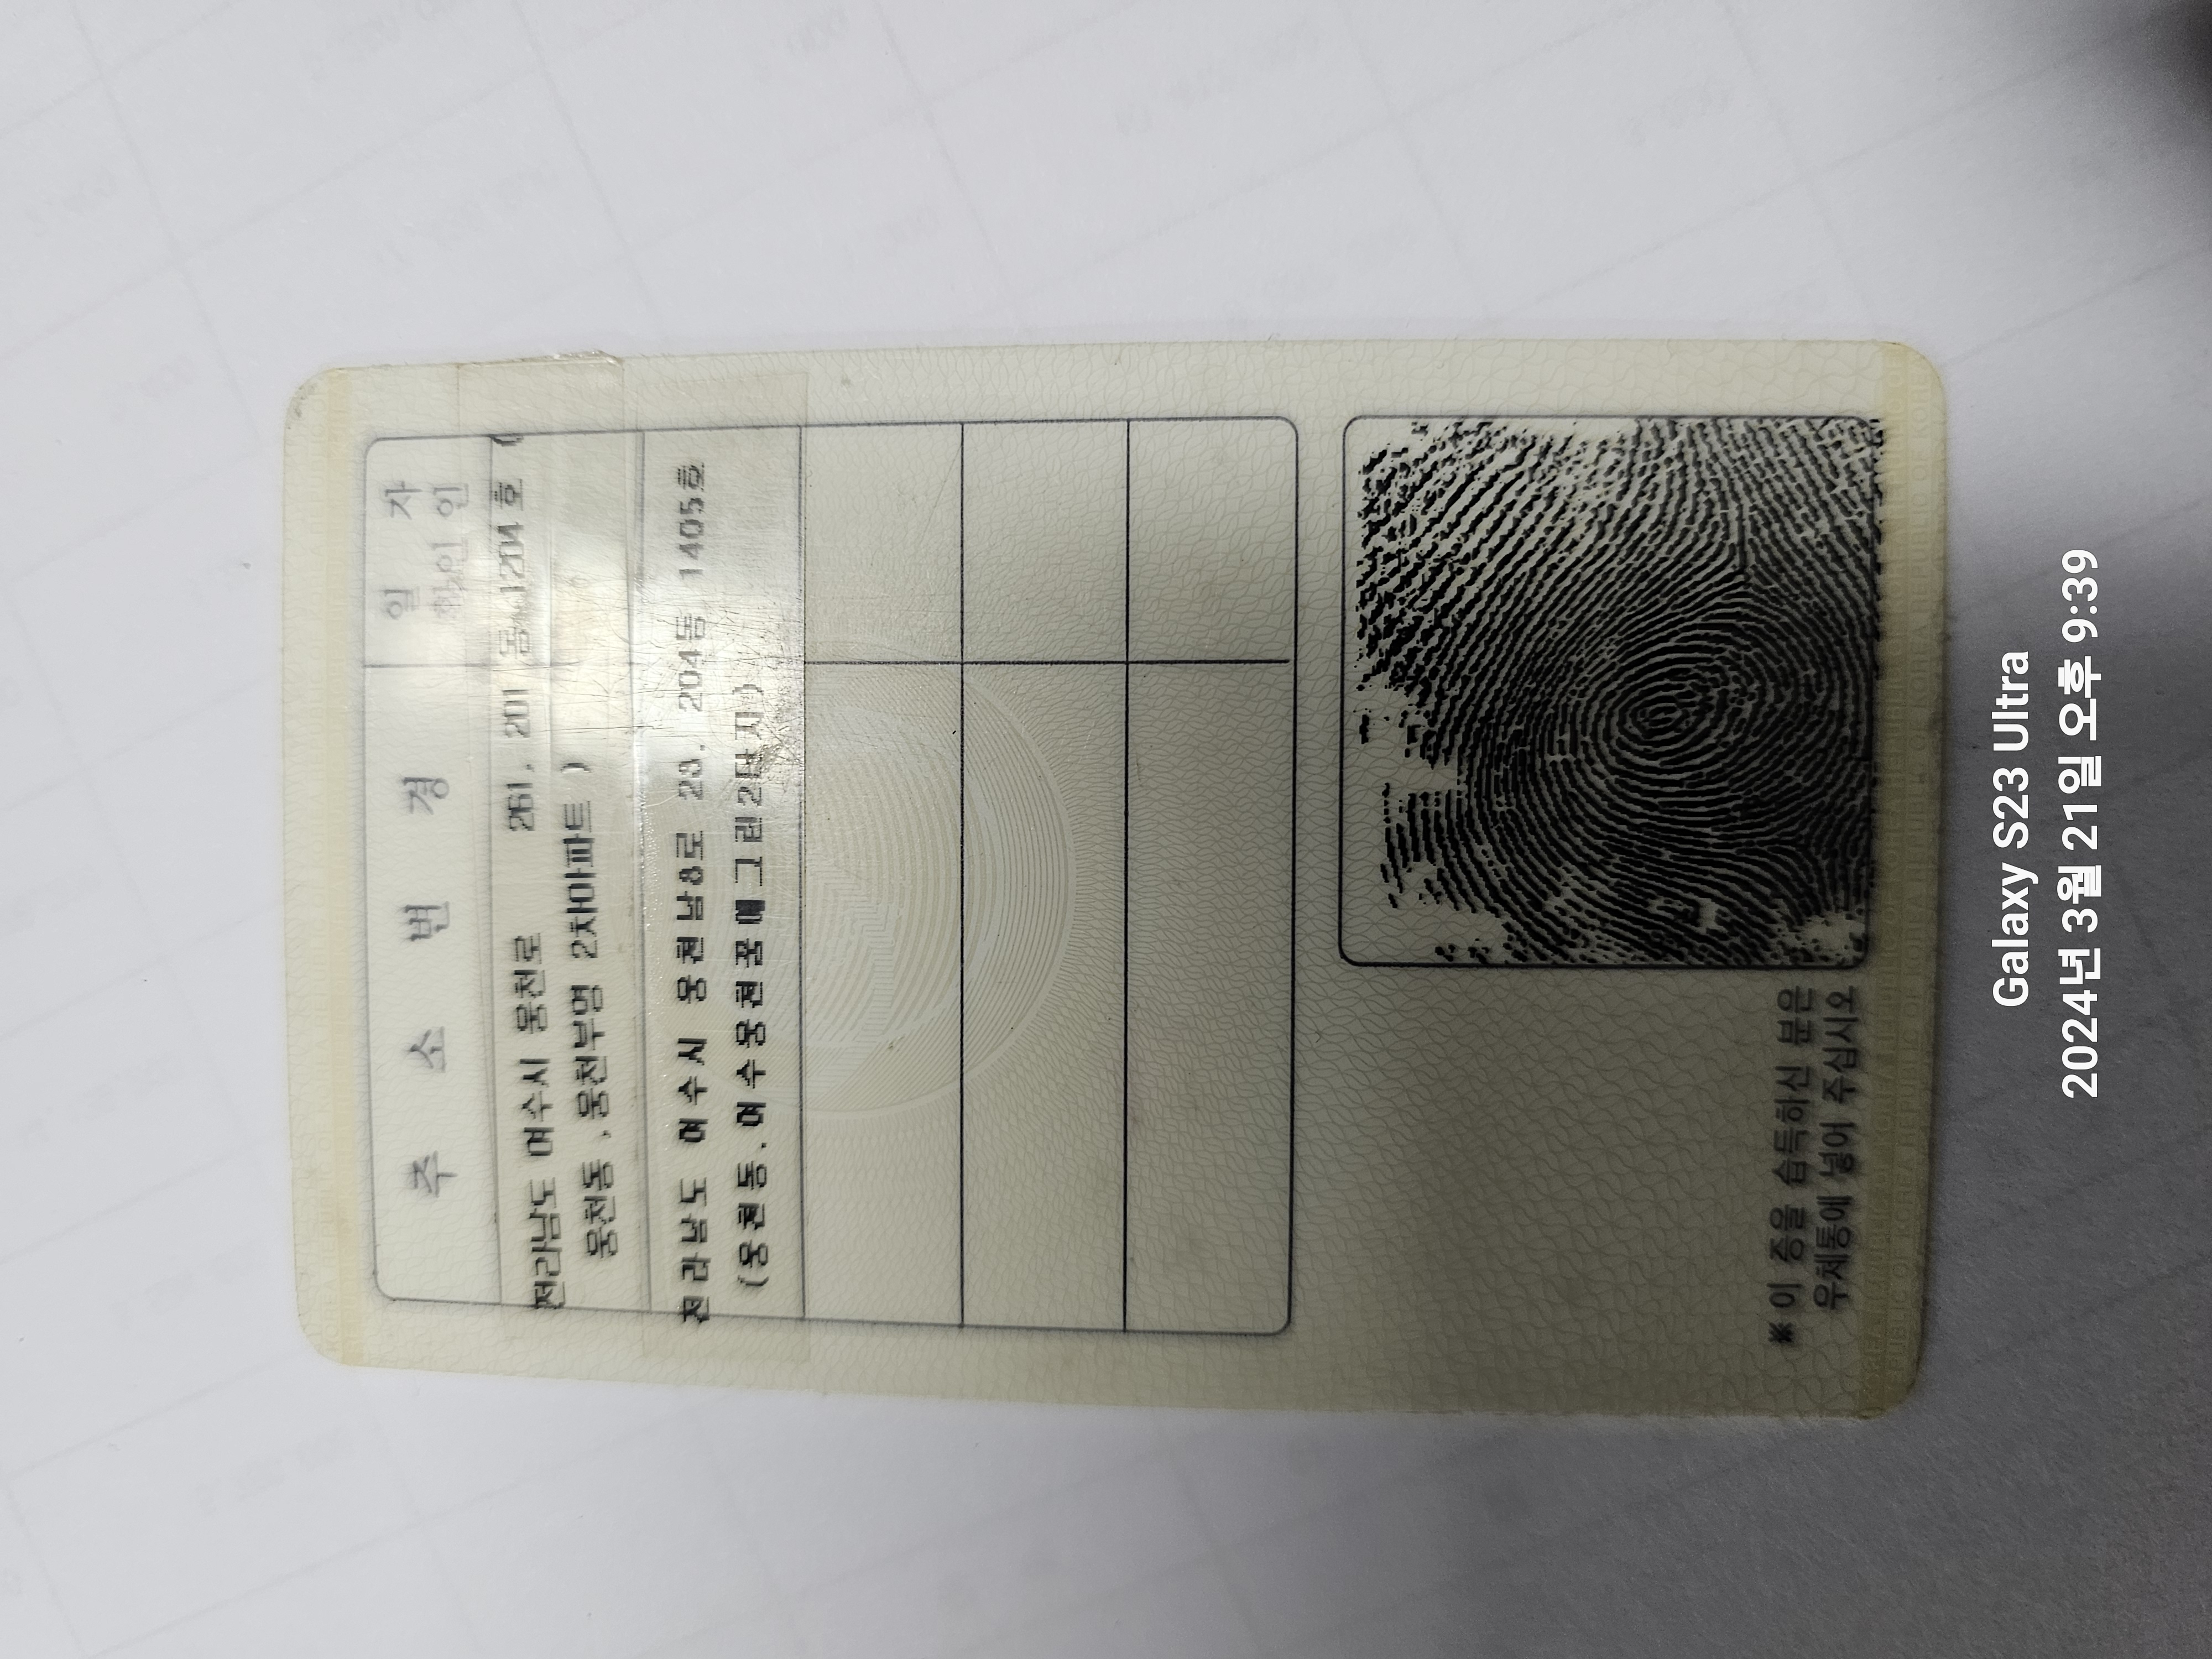 주 소 변 경 일 자
확 인 인
전라남도 여수시 웅천로 261, 201 동 1204호 (
웅천동,웅천부영 2차아파트 )
전라남도 여수시 웅천남8로 23, 204동 1405호
(웅천동, 여수웅천꿈에그린2단지)
※ 이 증을 습득하신 분은
우체통에 넣어 주십시오
Galaxy S23 Ultra
2024년 3월 21일 오후 9:39